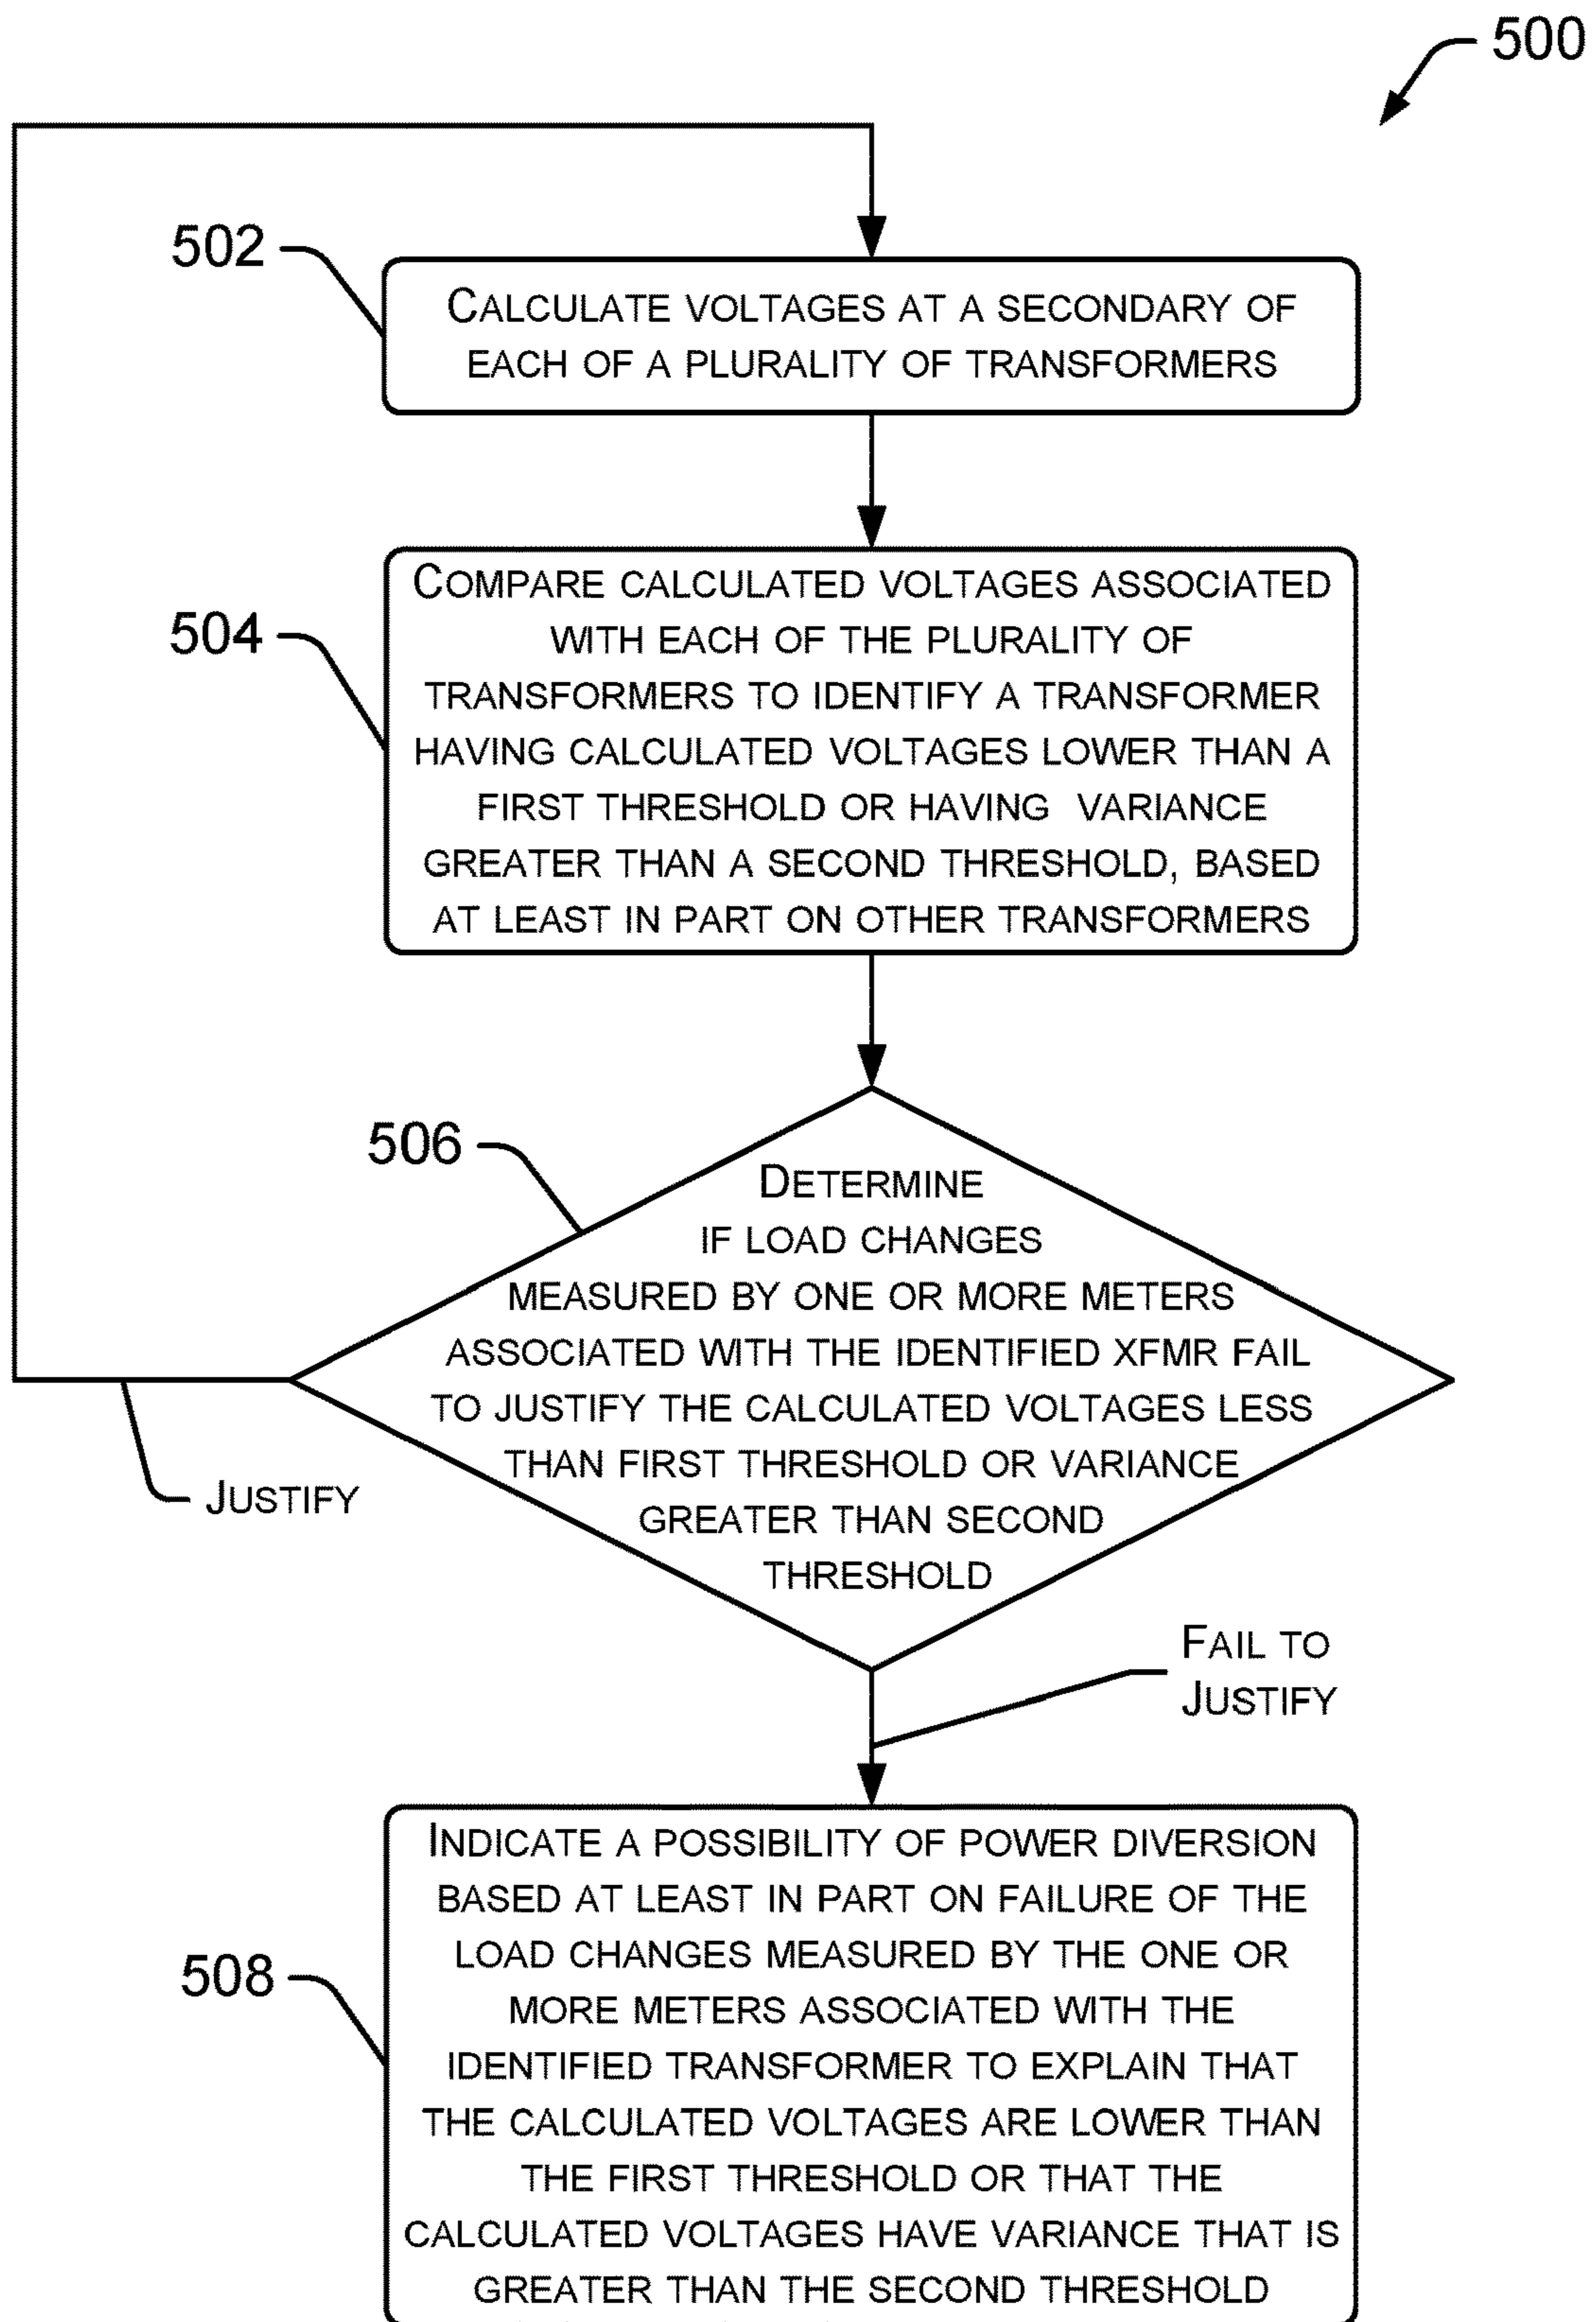 500
502
CALCULATE VOLTAGES AT A SECONDARY OF
EACH OF A PLURALITY OF TRANSFORMERS
504
COMPARE CALCULATED VOLTAGES ASSOCIATED
WITH EACH OF THE PLURALITY OF
TRANSFORMERS TO IDENTIFY A TRANSFORMER
HAVING CALCULATED VOLTAGES LOWER THAN A
FIRST THRESHOLD OR HAVING VARIANCE
GREATER THAN A SECOND THRESHOLD, BASED
AT LEAST IN PART ON OTHER TRANSFORMERS
506
DETERMINE
IF LOAD CHANGES
MEASURED BY ONE OR MORE METERS
ASSOCIATED WITH THE IDENTIFIED XFMR FAIL
TO JUSTIFY THE CALCULATED VOLTAGES LESS
THAN FIRST THRESHOLD OR VARIANCE
GREATER THAN SECOND
THRESHOLD
JUSTIFY
FAIL TO
JUSTIFY
508
INDICATE A POSSIBILITY OF POWER DIVERSION
BASED AT LEAST IN PART ON FAILURE OF THE
LOAD CHANGES MEASURED BY THE ONE OR
MORE METERS ASSOCIATED WITH THE
IDENTIFIED TRANSFORMER TO EXPLAIN THAT
THE CALCULATED VOLTAGES ARE LOWER THAN
THE FIRST THRESHOLD OR THAT THE
CALCULATED VOLTAGES HAVE VARIANCE THAT IS
GREATER THAN THE SECOND THRESHOLD